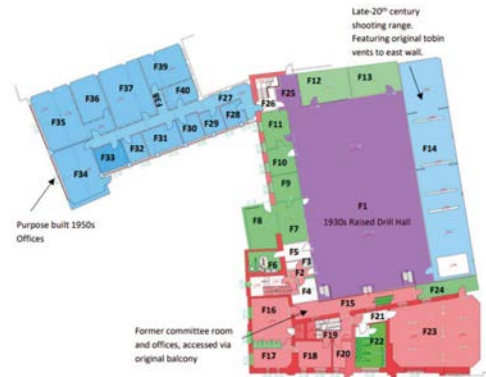 Late-20th century
shooting range.
Featuring original tobin
vents to east wall.
F39
F36
F37
F38
F40
F35
F27
F26
F25
F12
F13
F28
F29
F30
F31
F32
F33
F34
F11
F10
F9
F14
F1
1930s Raised Drill Hall
Purpose built 1950s
Offices
F8
F7
F5
F6
F3
F2
F4
Former committee room
and offices, accessed via
original balcony
F16
F15
F24
F21
F19
F23
F22
F17
F18
F20